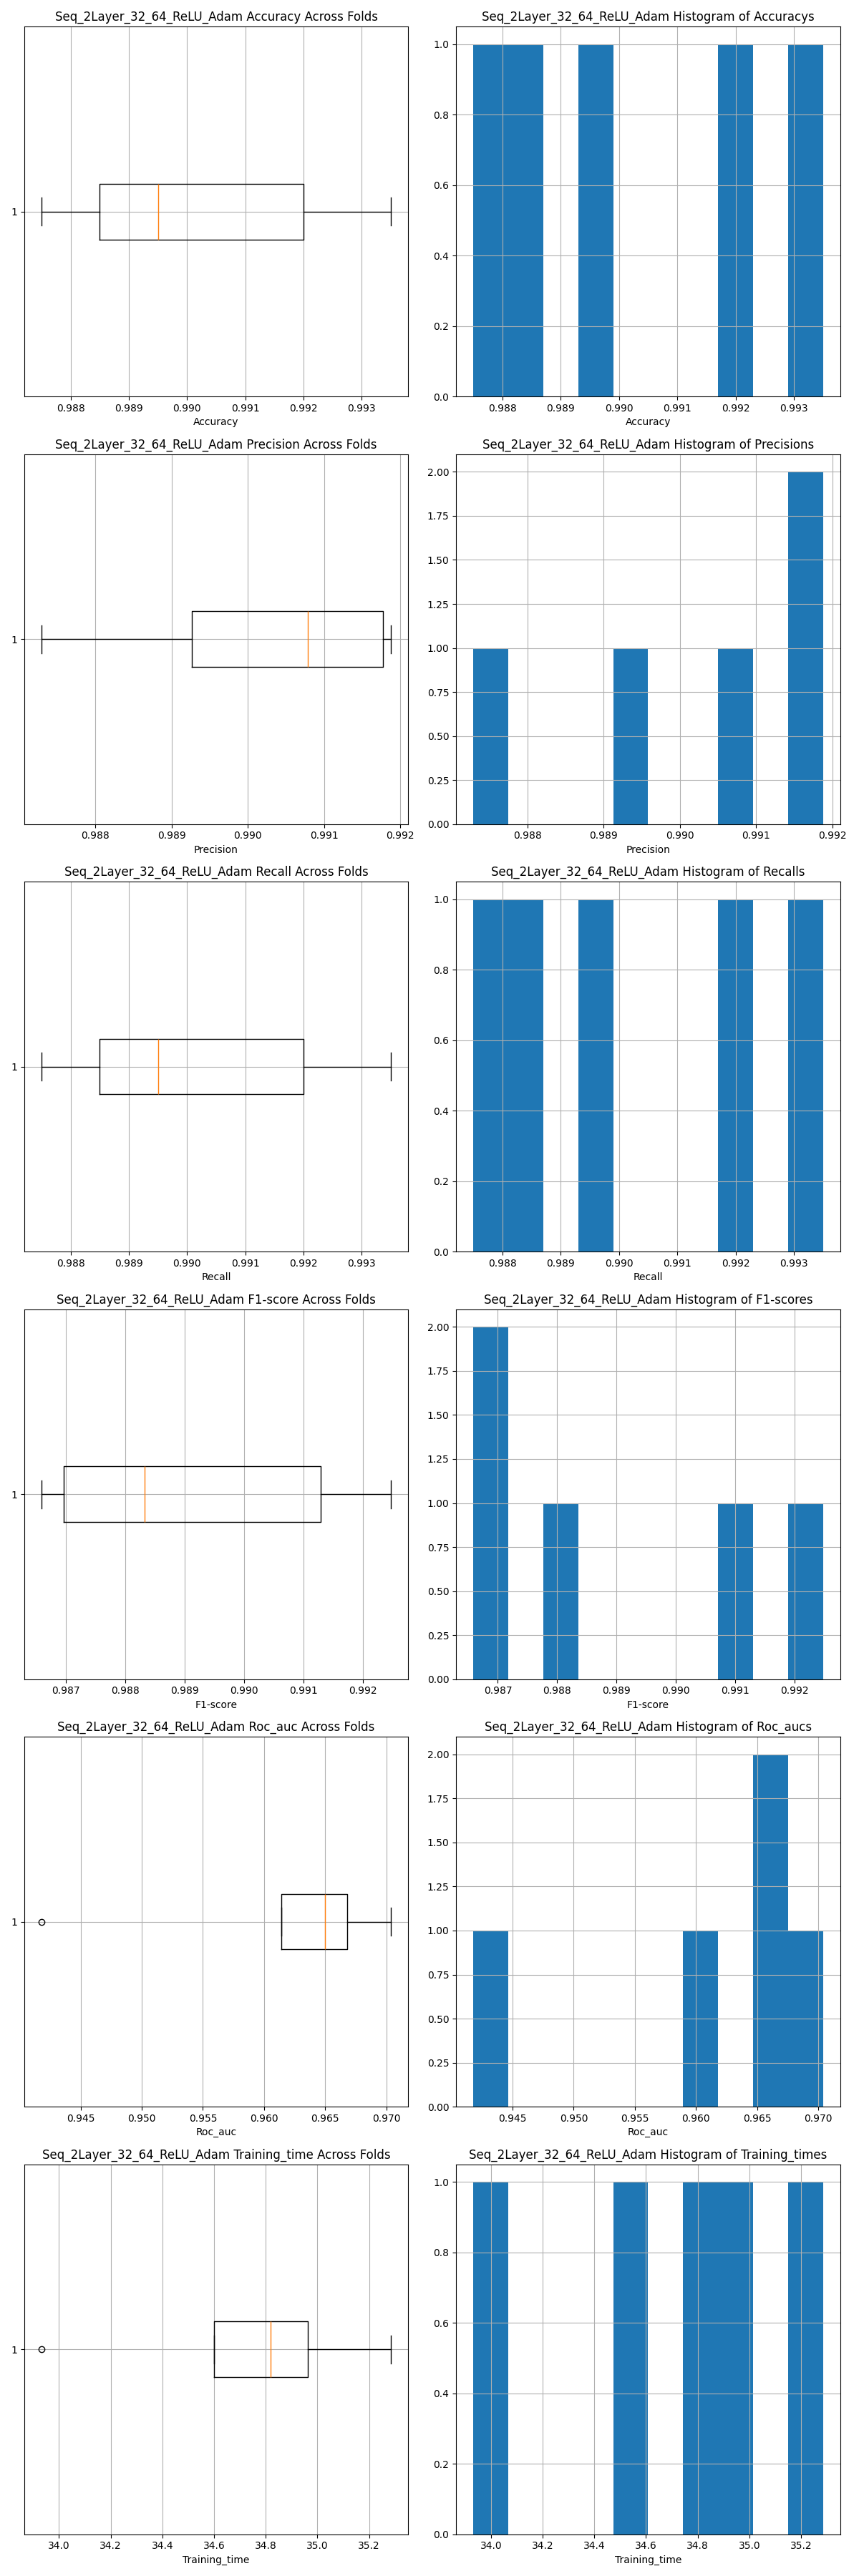 Seq_2Layer_32_64_ReLU_Adam Accuracy Across Folds
1
0.988 0.989 0.990 0.991 0.992 0.993
Accuracy
Seq_2Layer_32_64_ReLU_Adam Histogram of Accuracys
1.0
0.8
0.6
0.4
0.2
0.0
0.988 0.989 0.990 0.991 0.992 0.993
Accuracy
Seq_2Layer_32_64_ReLU_Adam Precision Across Folds
1
0.988 0.989 0.990 0.991 0.992
Precision
Seq_2Layer_32_64_ReLU_Adam Histogram of Precisions
2.00
1.75
1.50
1.25
1.00
0.75
0.50
0.25
0.00
0.988 0.989 0.990 0.991 0.992
Precision
Seq_2Layer_32_64_ReLU_Adam Recall Across Folds
1
0.988 0.989 0.990 0.991 0.992 0.993
Recall
Seq_2Layer_32_64_ReLU_Adam Histogram of Recalls
1.0
0.8
0.6
0.4
0.2
0.0
0.988 0.989 0.990 0.991 0.992 0.993
Recall
Seq_2Layer_32_64_ReLU_Adam F1-score Across Folds
1
0.987 0.988 0.989 0.990 0.991 0.992
F1-score
Seq_2Layer_32_64_ReLU_Adam Histogram of F1-scores
2.00
1.75
1.50
1.25
1.00
0.75
0.50
0.25
0.00
0.987 0.988 0.989 0.990 0.991 0.992
F1-score
Seq_2Layer_32_64_ReLU_Adam Roc_auc Across Folds
1
0.945 0.950 0.955 0.960 0.965 0.970
Roc_auc
Seq_2Layer_32_64_ReLU_Adam Histogram of Roc_aucs
2.00
1.75
1.50
1.25
1.00
0.75
0.50
0.25
0.00
0.945 0.950 0.955 0.960 0.965 0.970
Roc_auc
Seq_2Layer_32_64_ReLU_Adam Training_time Across Folds
1
34.0 34.2 34.4 34.6 34.8 35.0 35.2
Training_time
Seq_2Layer_32_64_ReLU_Adam Histogram of Training_times
1.0
0.8
0.6
0.4
0.2
0.0
34.0 34.2 34.4 34.6 34.8 35.0 35.2
Training_time